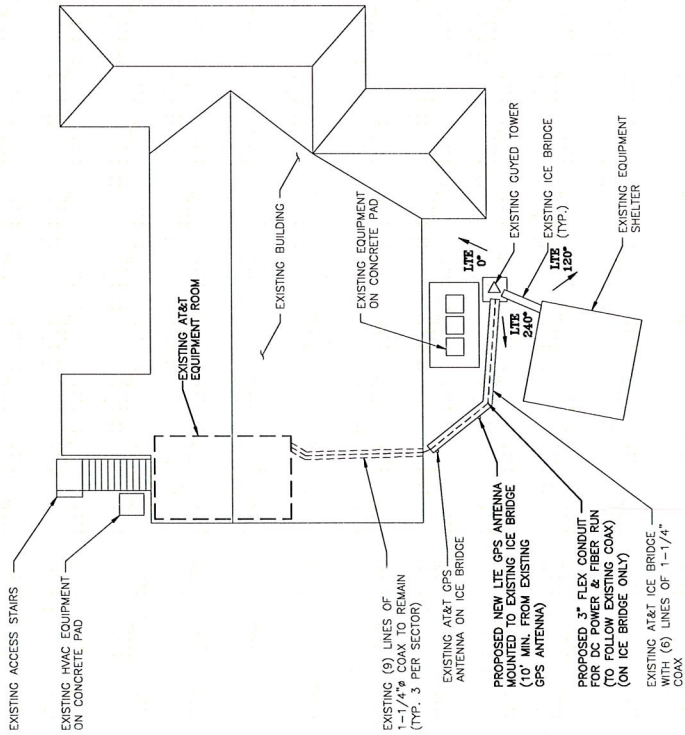 EXISTING ACCESS STAIRS
EXISTING HVAC EQUIPMENT
ON CONCRETE PAD
EXISTING AT&T
EQUIPMENT ROOM
EXISTING BUILDING
EXISTING EQUIPMENT
ON CONCRETE PAD
LTE
0°
EXISTING GUYED TOWER
EXISTING ICE BRIDGE
(TYP.)
LTE
120°
LTE
240°
EXISTING EQUIPMENT
SHELTER
EXISTING (9) LINES OF
1-1/4"ø COAX TO REMAIN
(TYP. 3 PER SECTOR)
EXISTING AT&T GPS
ANTENNA ON ICE BRIDGE
PROPOSED NEW LTE GPS ANTENNA
MOUNTED TO EXISTING ICE BRIDGE
(10' MIN. FROM EXISTING
GPS ANTENNA)
PROPOSED 3" FLEX CONDUIT
FOR DC POWER & FIBER RUN
(TO FOLLOW EXISTING COAX)
(ON ICE BRIDGE ONLY)
EXISTING AT&T ICE BRIDGE
WITH (6) LINES OF 1-1/4"
COAX